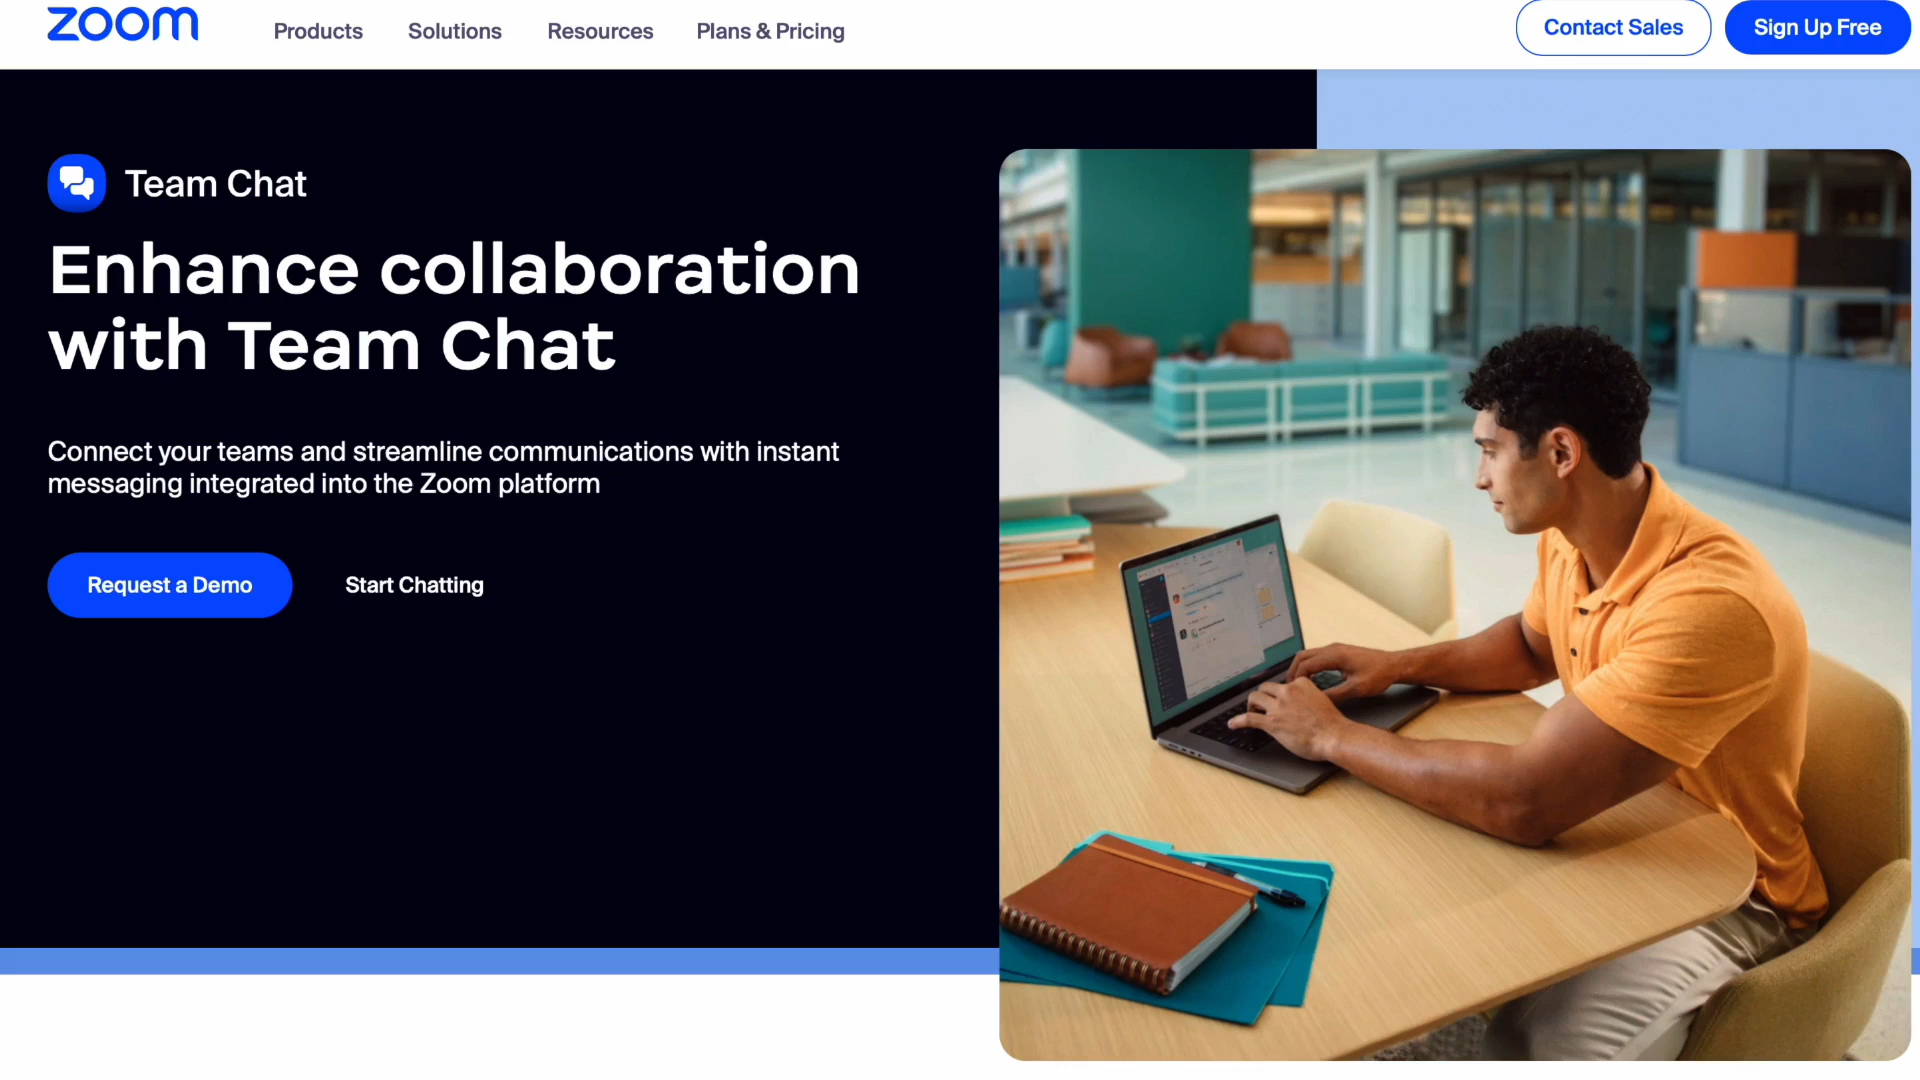 zoom
Products
Solutions
Resources
Plans & Pricing
Contact Sales
Sign Up Free
Team Chat
Enhance collaboration
with Team Chat
Connect your teams and streamline communications with instant
messaging integrated into the Zoom platform
Request a Demo
Start Chatting